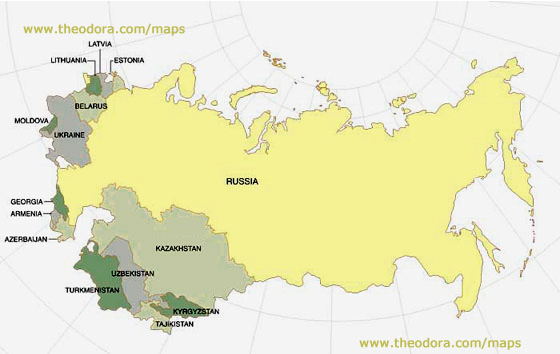 www.theodora.com/maps
LATVIA
LITHUANIA
ESTONIA
BELARUS
MOLDOVA
UKRAINE
RUSSIA
GEORGIA
ARMENIA
AZERBAIJAN
KAZAKHSTAN
UZBEKISTAN
TURKMENISTAN
KYRGYZSTAN
TAJIKISTAN
www.theodora.com/maps